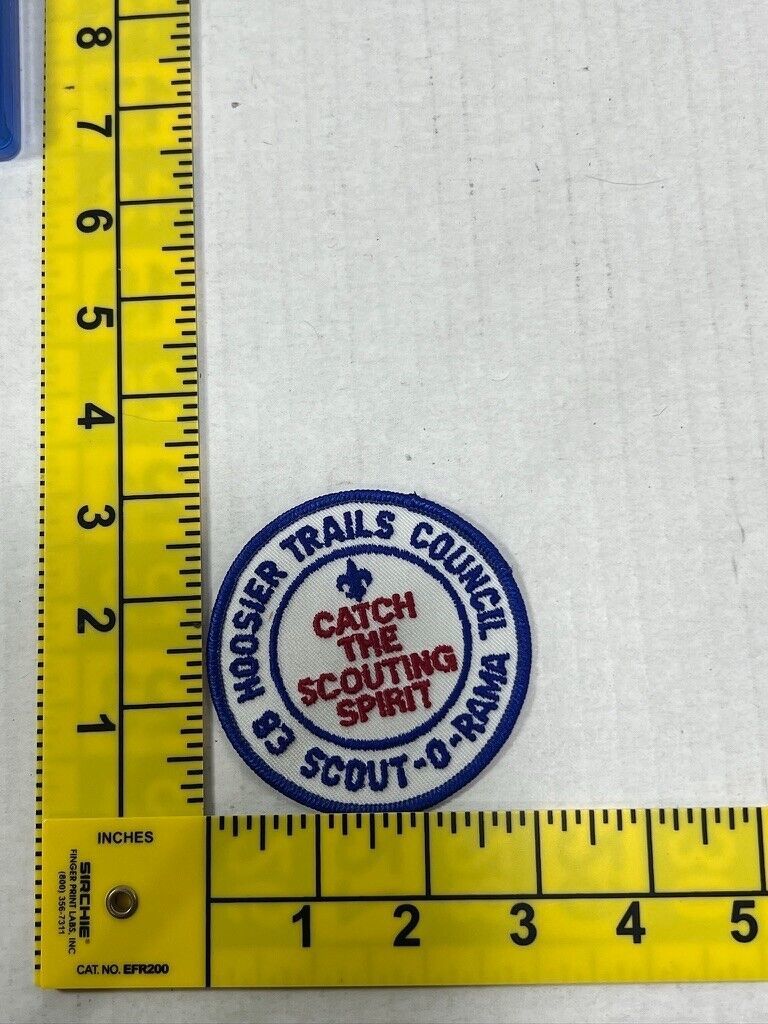 8
7
6
5
4
3
2
1
HOOSIER TRAILS COUNCIL
83 SCOUT-O-RAMA
CATCH
THE
SCOUTING
SPIRIT
INCHES
SIRCHIE®
FINGER PRINT LABS, INC
(800) 356-7311
CAT. NO. EFR200
1 2 3 4 5